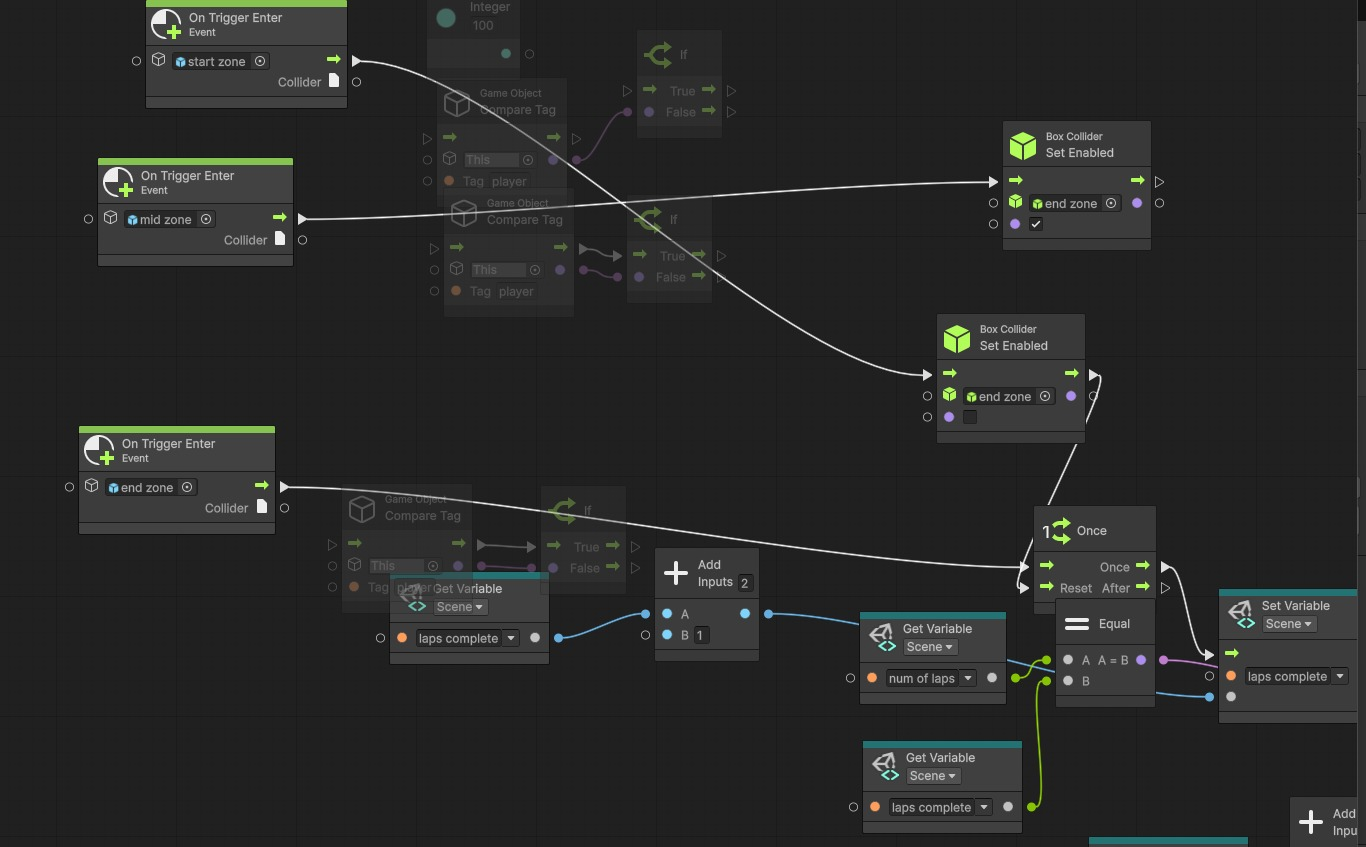 On Trigger Enter
Event
start zone
Collider
Integer
100
If
True
False
Game Object
Compare Tag
This
Tag player
Box Collider
Set Enabled
end zone
On Trigger Enter
Event
mid zone
Collider
Game Object
Compare Tag
This
Tag player
If
True
False
Box Collider
Set Enabled
end zone
On Trigger Enter
Event
end zone
Collider
Game Object
Compare Tag
This
Tag player
If
True
False
1 Once
Once
Reset After
Get Variable
Scene
laps complete
Add
Inputs 2
A
B 1
Get Variable
Scene
num of laps
Equal
A A = B
B
Set Variable
Scene
laps complete
Get Variable
Scene
laps complete
Add
Inpu